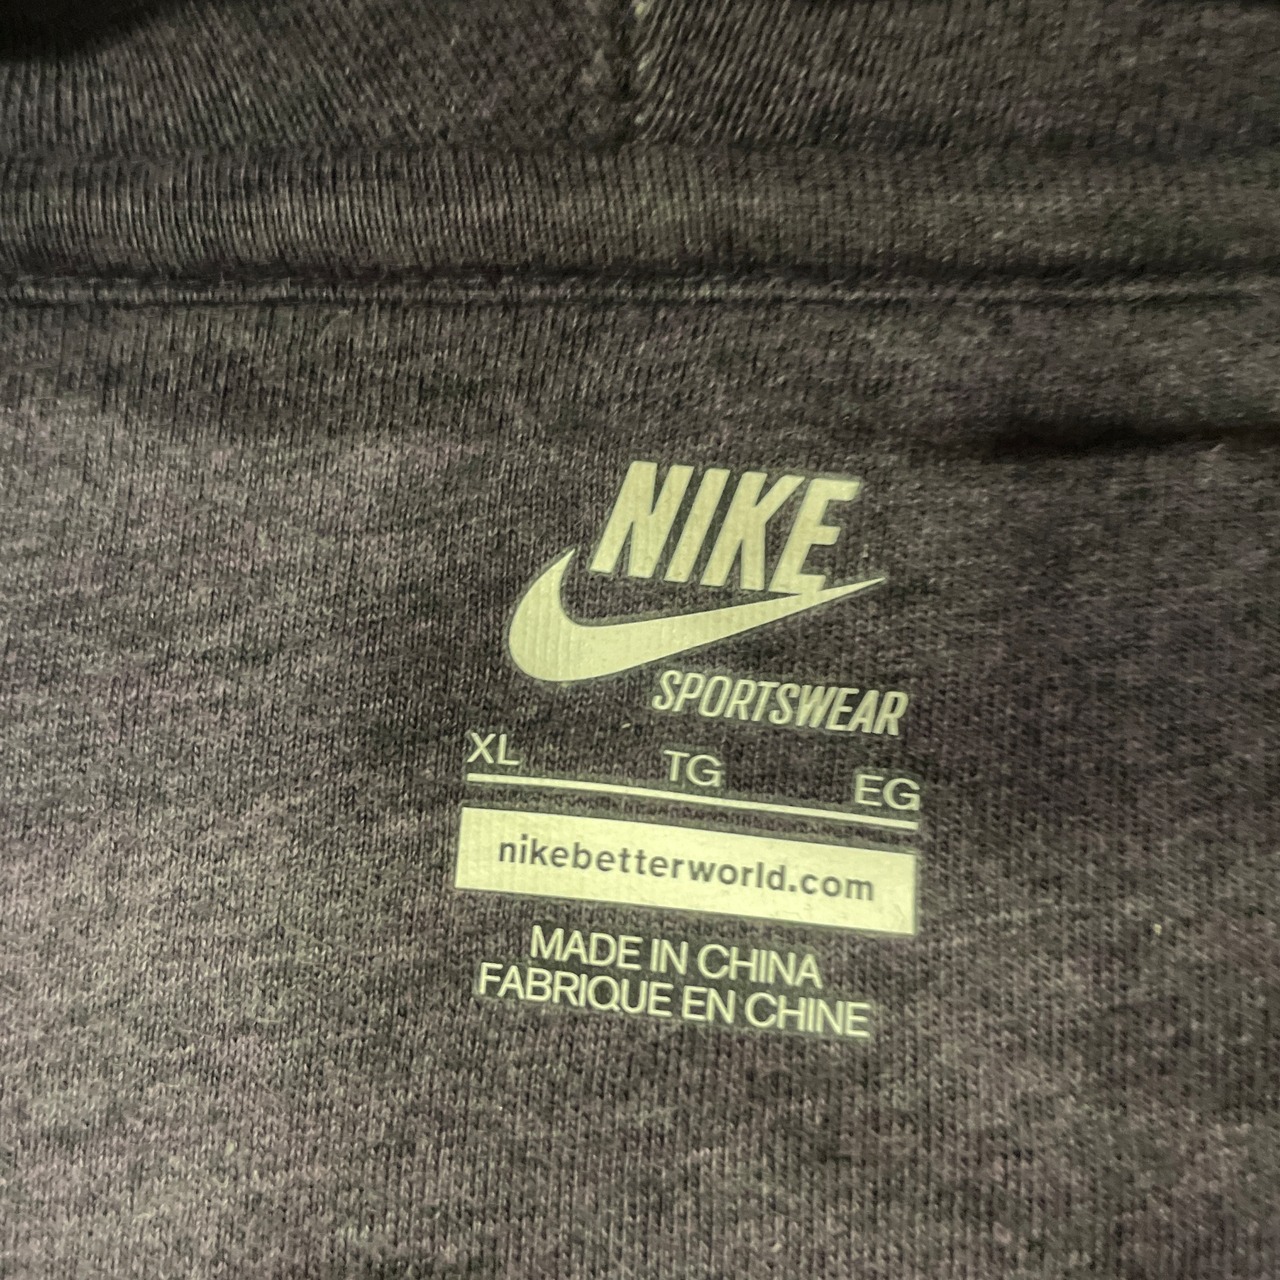 NIKE
SPORTSWEAR
XL TG EG
nikebetterworld.com
MADE IN CHINA
FABRIQUE EN CHINE